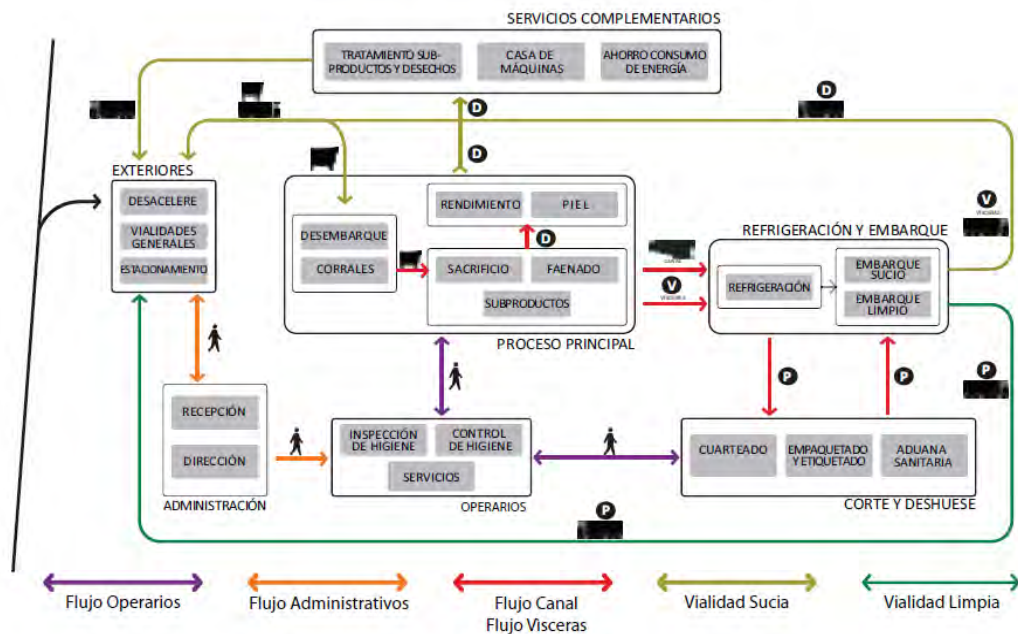 SERVICIOS COMPLEMENTARIOS
TRATAMIENTO SUB-
PRODUCTOS Y DESECHOS
CASA DE
MÁQUINAS
AHORRO CONSUMO
DE ENERGÍA
D
D
D
EXTERIORES
DESACELERE
VIALIDADES
GENERALES
ESTACIONAMIENTO
DESEMBARQUE
CORRALES
RENDIMIENTO
PIEL
D
SACRIFICIO
FAENADO
SUBPRODUCTOS
PROCESO PRINCIPAL
V
V
REFRIGERACIÓN Y EMBARQUE
REFRIGERACIÓN
EMBARQUE
SUCIO
EMBARQUE
LIMPIO
P
P
P
RECEPCIÓN
DIRECCIÓN
ADMINISTRACIÓN
INSPECCIÓN
DE HIGIENE
CONTROL
DE HIGIENE
SERVICIOS
OPERARIOS
CUARTEADO
EMPAQUETADO
Y ETIQUETADO
ADUANA
SANITARIA
CORTE Y DESHUESE
P
Flujo Operarios
Flujo Administrativos
Flujo Canal
Flujo Visceras
Vialidad Sucia
Vialidad Limpia